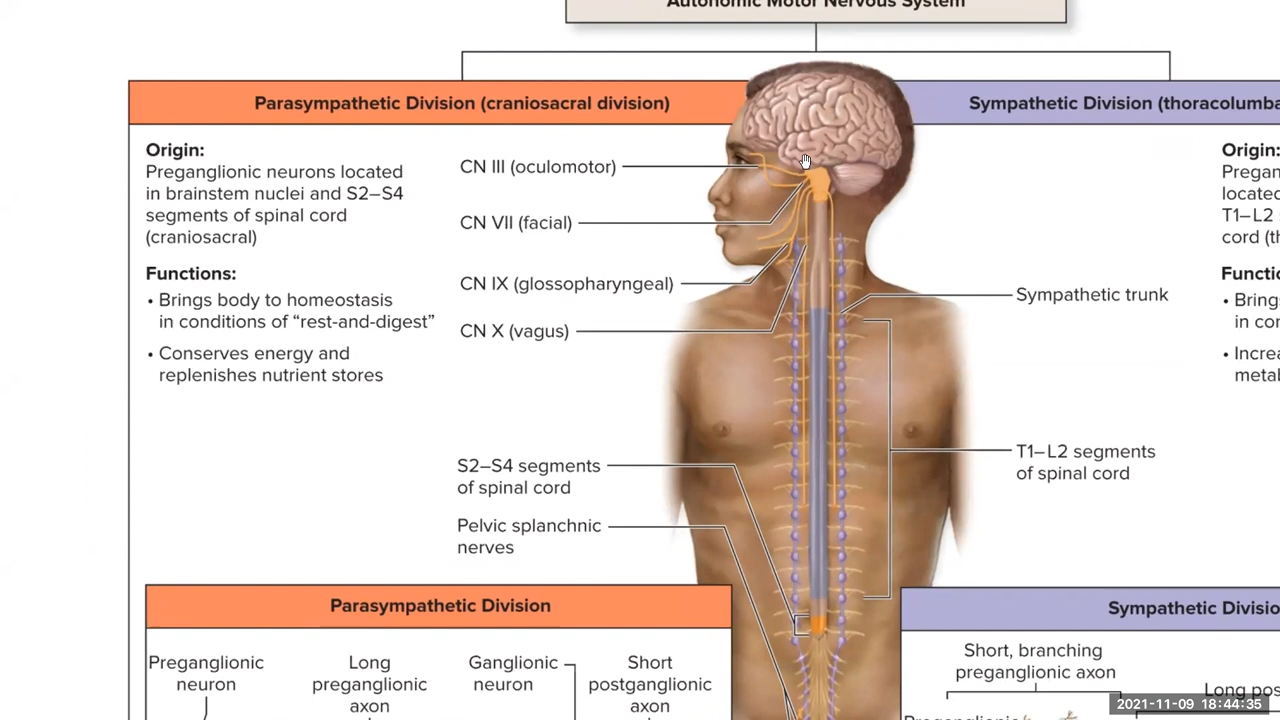 Autonomic Motor Nervous System
Parasympathetic Division (craniosacral division)
Sympathetic Division (thoracolumba
Origin:
Preganglionic neurons located
in brainstem nuclei and S2–S4
segments of spinal cord
(craniosacral)
Functions:
• Brings body to homeostasis
in conditions of “rest-and-digest”
• Conserves energy and
replenishes nutrient stores
CN III (oculomotor)
CN VII (facial)
CN IX (glossopharyngeal)
CN X (vagus)
S2–S4 segments
of spinal cord
Pelvic splanchnic
nerves
Sympathetic trunk
T1–L2 segments
of spinal cord
Origin:
Pregan
located
T1–L2
cord (th
Functio
• Brings
in con
• Increa
metal
Parasympathetic Division
Preganglionic
neuron
Long
preganglionic
axon
Ganglionic
neuron
Short
postganglionic
axon
Sympathetic Divisio
Short, branching
preganglionic axon
Long pos
Preganglionic
2021-11-09 18:44:35